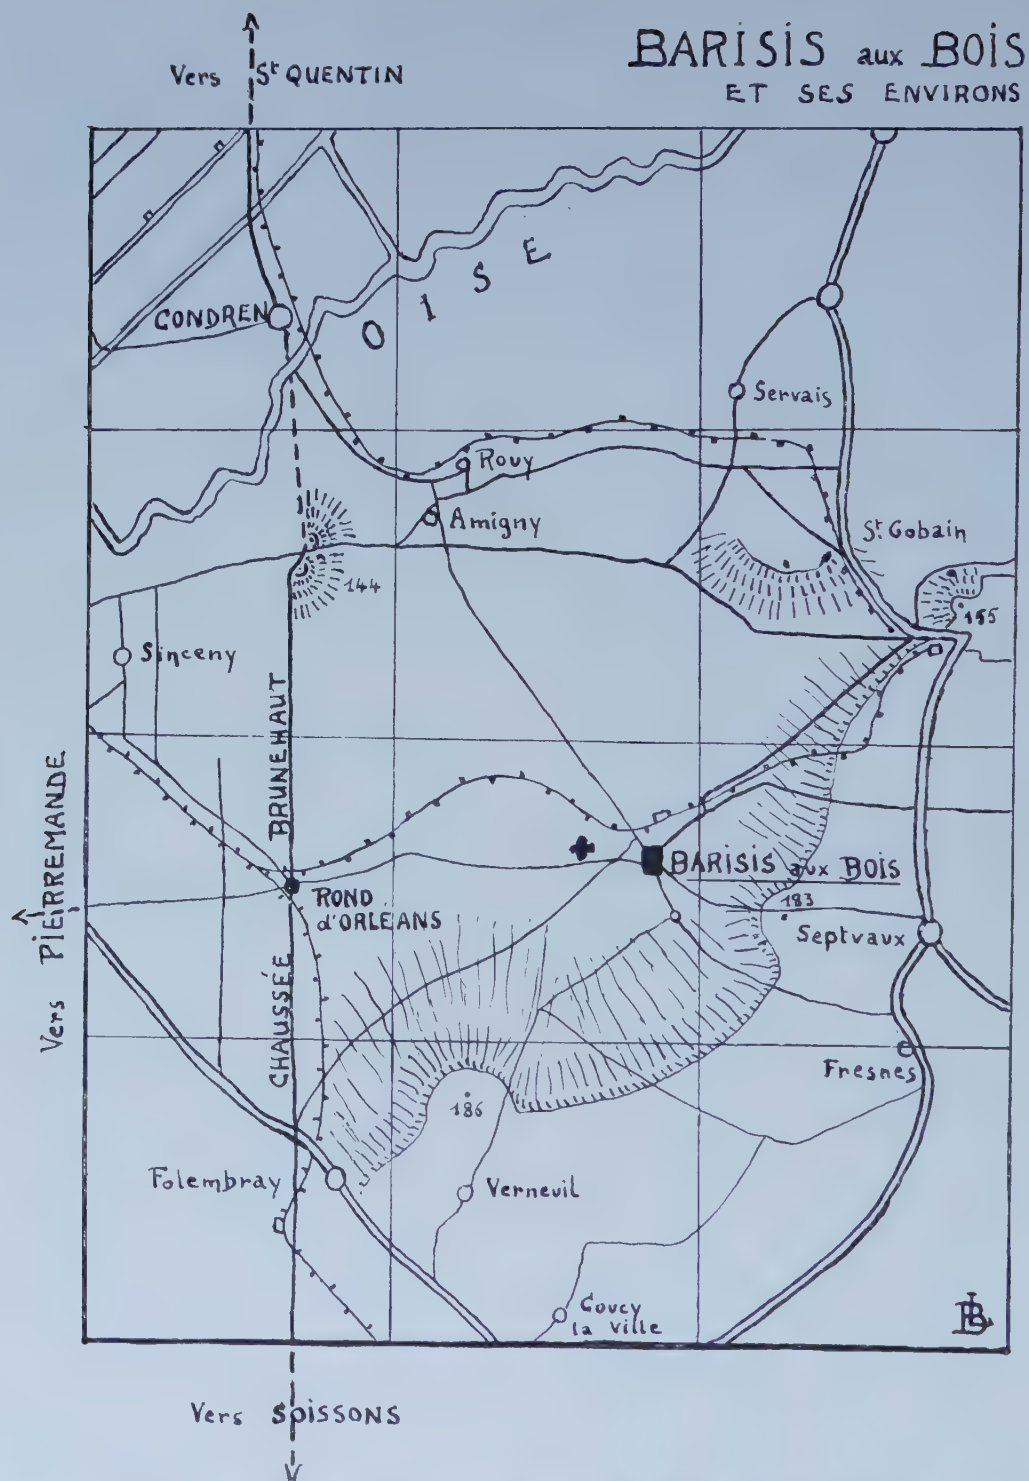 BARISIS aux BOIS
ET SES ENVIRONS
Vers St QUENTIN
OISE
CONDREN
Servais
Rouy
Amigny
St Gobain
144
155
Sinceny
CHAUSSÉE BRUNEHAUT
Vers PIERREMANDE
BARISIS aux BOIS
ROND
d'ORLEANS
183
Septvaux
Fresnes
186
Folembray
Verneuil
Coucy
la Ville
Vers SOISSONS